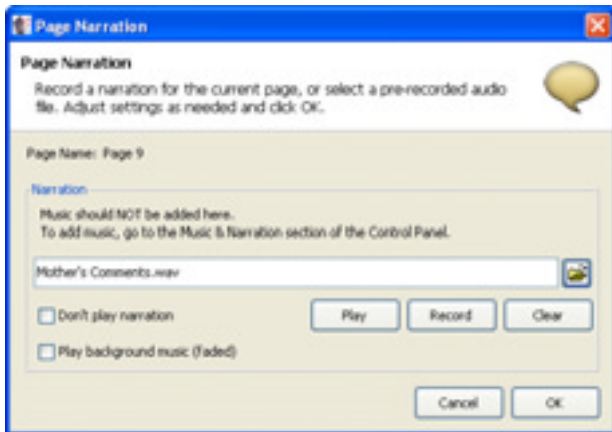 Page Narration
Page Narration
Record a narration for the current page, or select a pre-recorded audio
file. Adjust settings as needed and click OK.
Page Name: Page 9
Narration
Music should NOT be added here.
To add music, go to the Music & Narration section of the Control Panel.
Mother's Comments.wav
Don't play narration
Play
Record
Clear
Play background music (faded)
Cancel
OK